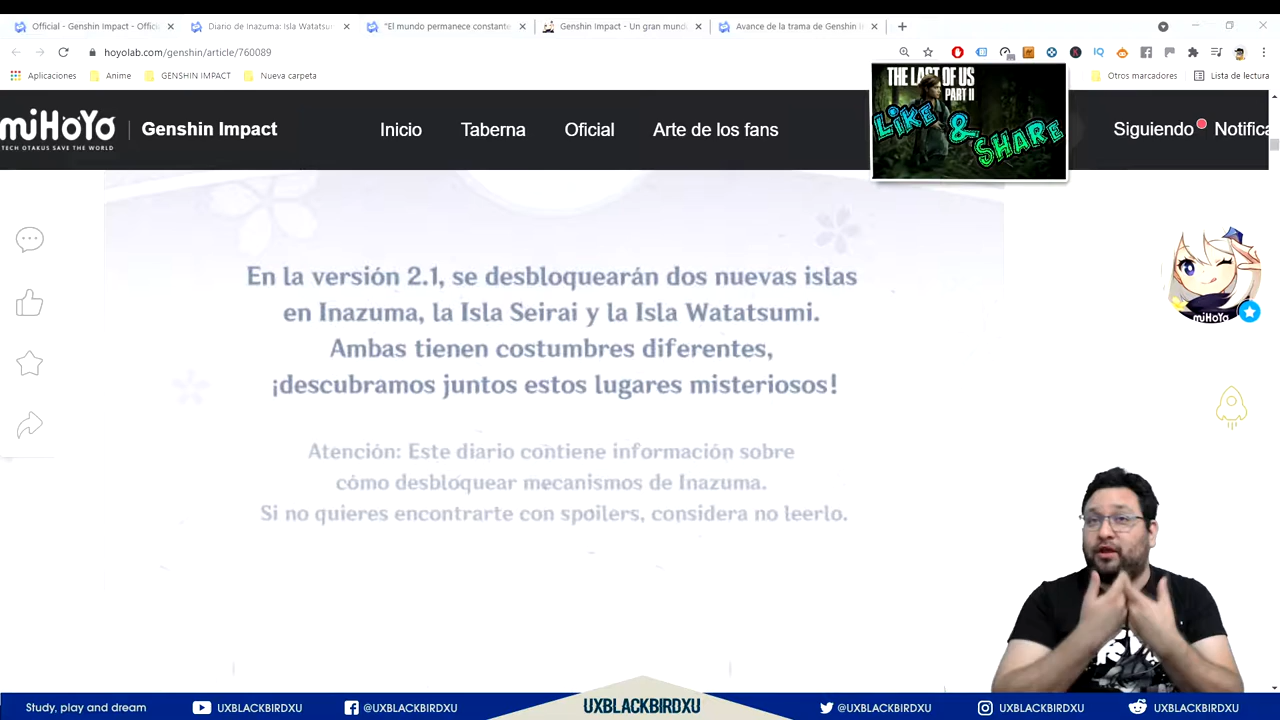 Official - Genshin Impact - Offici
Diario de Inazuma: Isla Watatsum
"El mundo permanece constante
Genshin Impact - Un gran mund
Avance de la trama de Genshin I
hoyolab.com/genshin/article/760089
Aplicaciones
Anime
GENSHIN IMPACT
Nueva carpeta
Otros marcadores
Lista de lectura
miHoYo
TECH OTAKUS SAVE THE WORLD
Genshin Impact
Inicio
Taberna
Oficial
Arte de los fans
THE LAST OF US
PART II
LIKE & SHARE
Siguiendo
Notifica
En la versión 2.1, se desbloquearán dos nuevas islas
en Inazuma, la Isla Seirai y la Isla Watatsumi.
Ambas tienen costumbres diferentes,
¡descubramos juntos estos lugares misteriosos!
Atención: Este diario contiene información sobre
cómo desbloquear mecanismos de Inazuma.
Si no quieres encontrarte con spoilers, considera no leerlo.
miHoYo
Study, play and dream
UXBLACKBIRDXU
@UXBLACKBIRDXU
UXBLACKBIRDXU
@UXBLACKBIRDXU
UXBLACKBIRDXU
UXBLACKBIRDXU